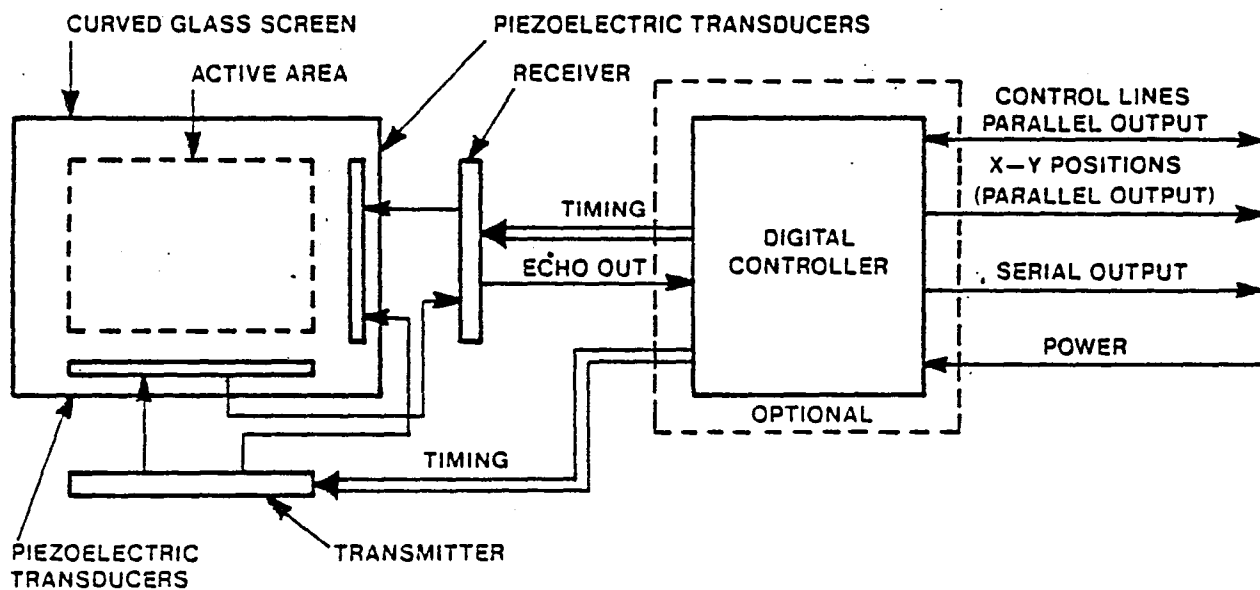 CURVED GLASS SCREEN
PIEZOELECTRIC TRANSDUCERS
ACTIVE AREA
RECEIVER
CONTROL LINES
PARALLEL OUTPUT
X-Y POSITIONS
(PARALLEL OUTPUT)
TIMING
DIGITAL
CONTROLLER
ECHO OUT
SERIAL OUTPUT
POWER
OPTIONAL
TIMING
PIEZOELECTRIC
TRANSDUCERS
TRANSMITTER